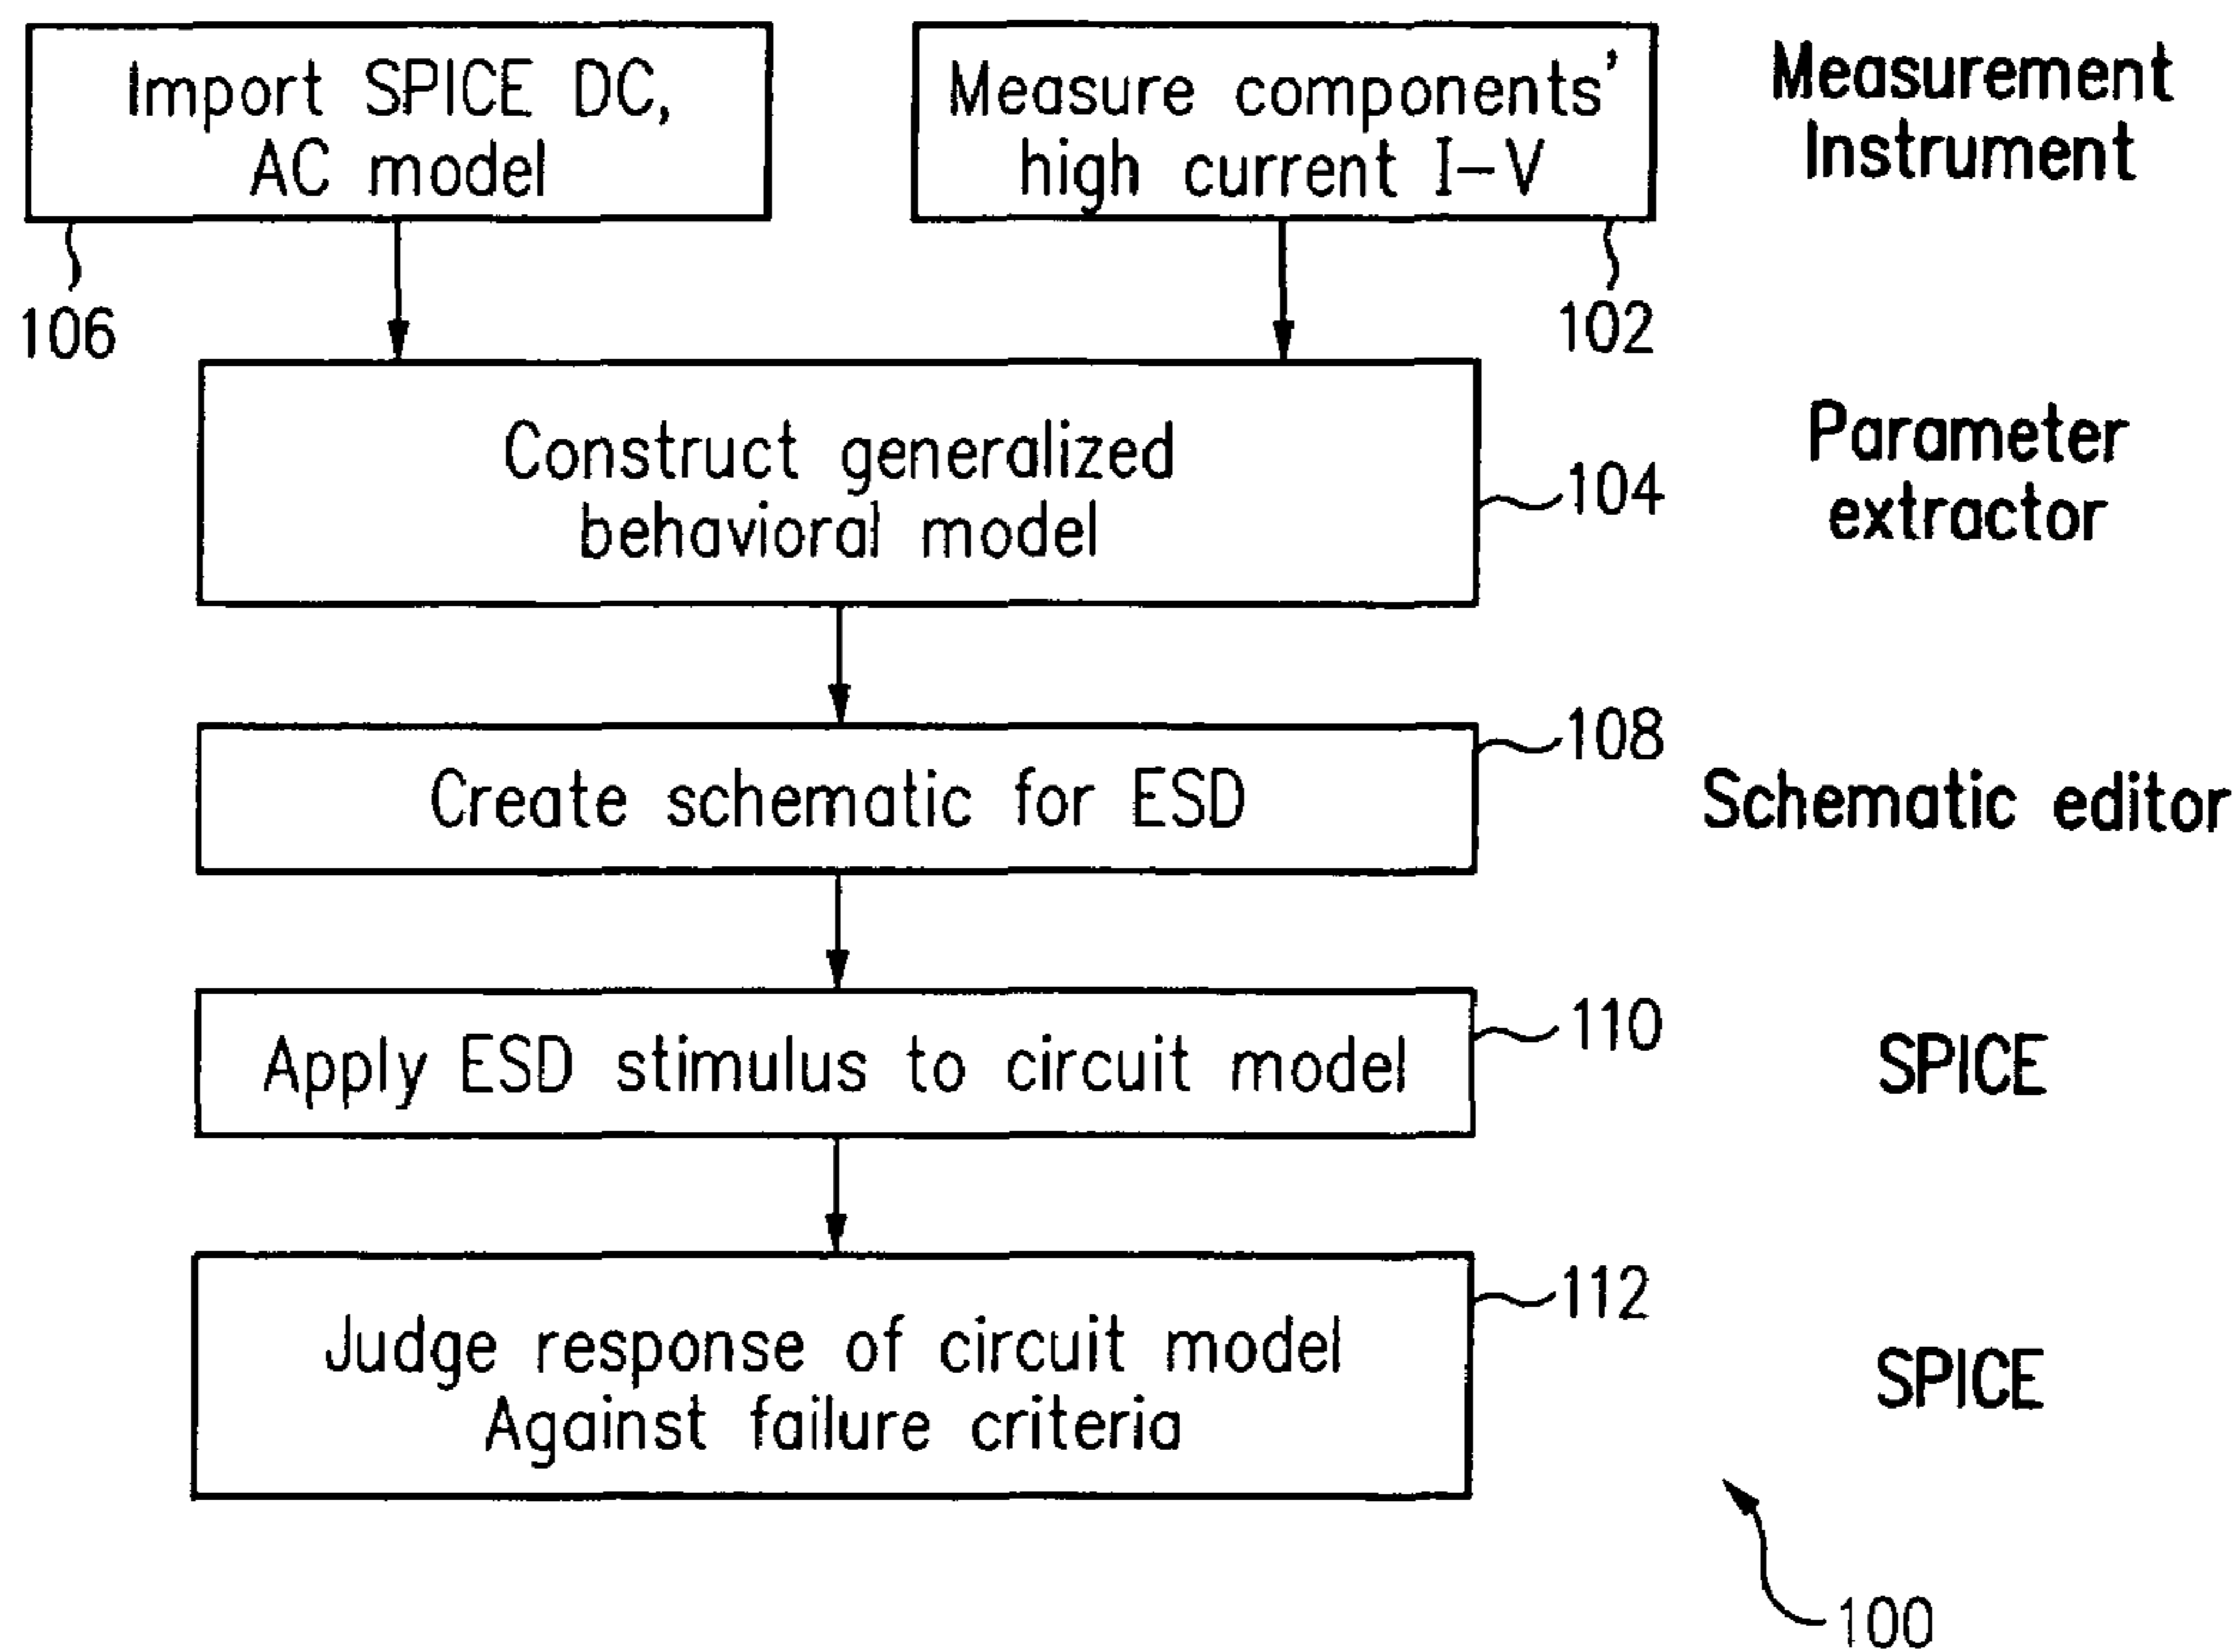 Import SPICE DC,
AC model
Measure components'
high current I-V
Measurement
Instrument
106
102
Construct generalized
behavioral model
104
Parameter
extractor
108
Create schematic for ESD
Schematic editor
110
Apply ESD stimulus to circuit model
SPICE
112
Judge response of circuit model
Against failure criteria
SPICE
100